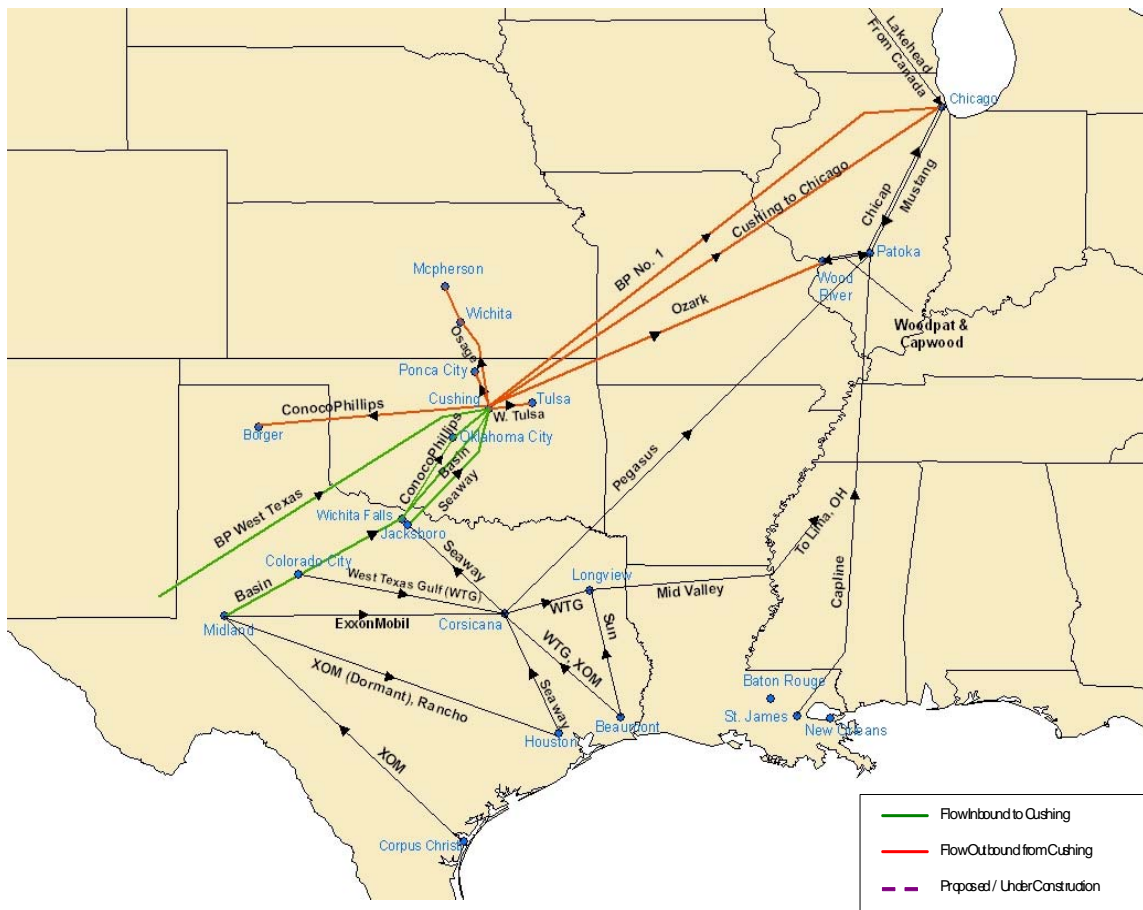 Lakehead
From Canada
Chicago
Cushing to Chicago
Chicap
Mustang
BP No. 1
Patoka
Wood
River
Mcpherson
Wichita
Ozark
Woodpat &
Capwood
Osage
Ponca City
Cushing
Tulsa
W. Tulsa
ConocoPhillips
Borger
Oklahoma City
ConocoPhillips
Basin
Seaway
Pegasus
BP West Texas
Wichita Falls
Jacksboro
To Lima, OH
Seaway
Colorado City
West Texas Gulf (WTG)
Longview
Mid Valley
Capline
Basin
WTG
Midland
ExxonMobil
Corsicana
Sun
WTG, XOM
XOM (Dormant), Rancho
Seaway
Baton Rouge
Beaumont
St. James
New Orleans
Houston
XOM
Corpus Christi
Flow Inbound to Cushing
Flow Outbound from Cushing
Proposed / Under Construction